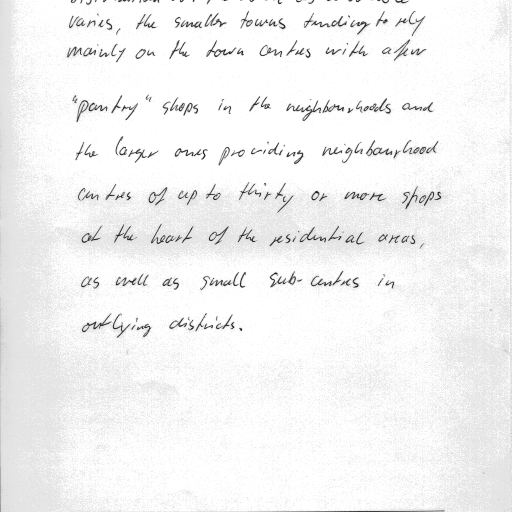 varies, the smaller towns tending to rely
mainly on the town centres with a few
"pantry" shops in the neighbourhoods and
the larger ones providing neighbourhood
centres of up to thirty or more shops
at the heart of the residential areas,
as well as small sub-centres in
outlying districts.